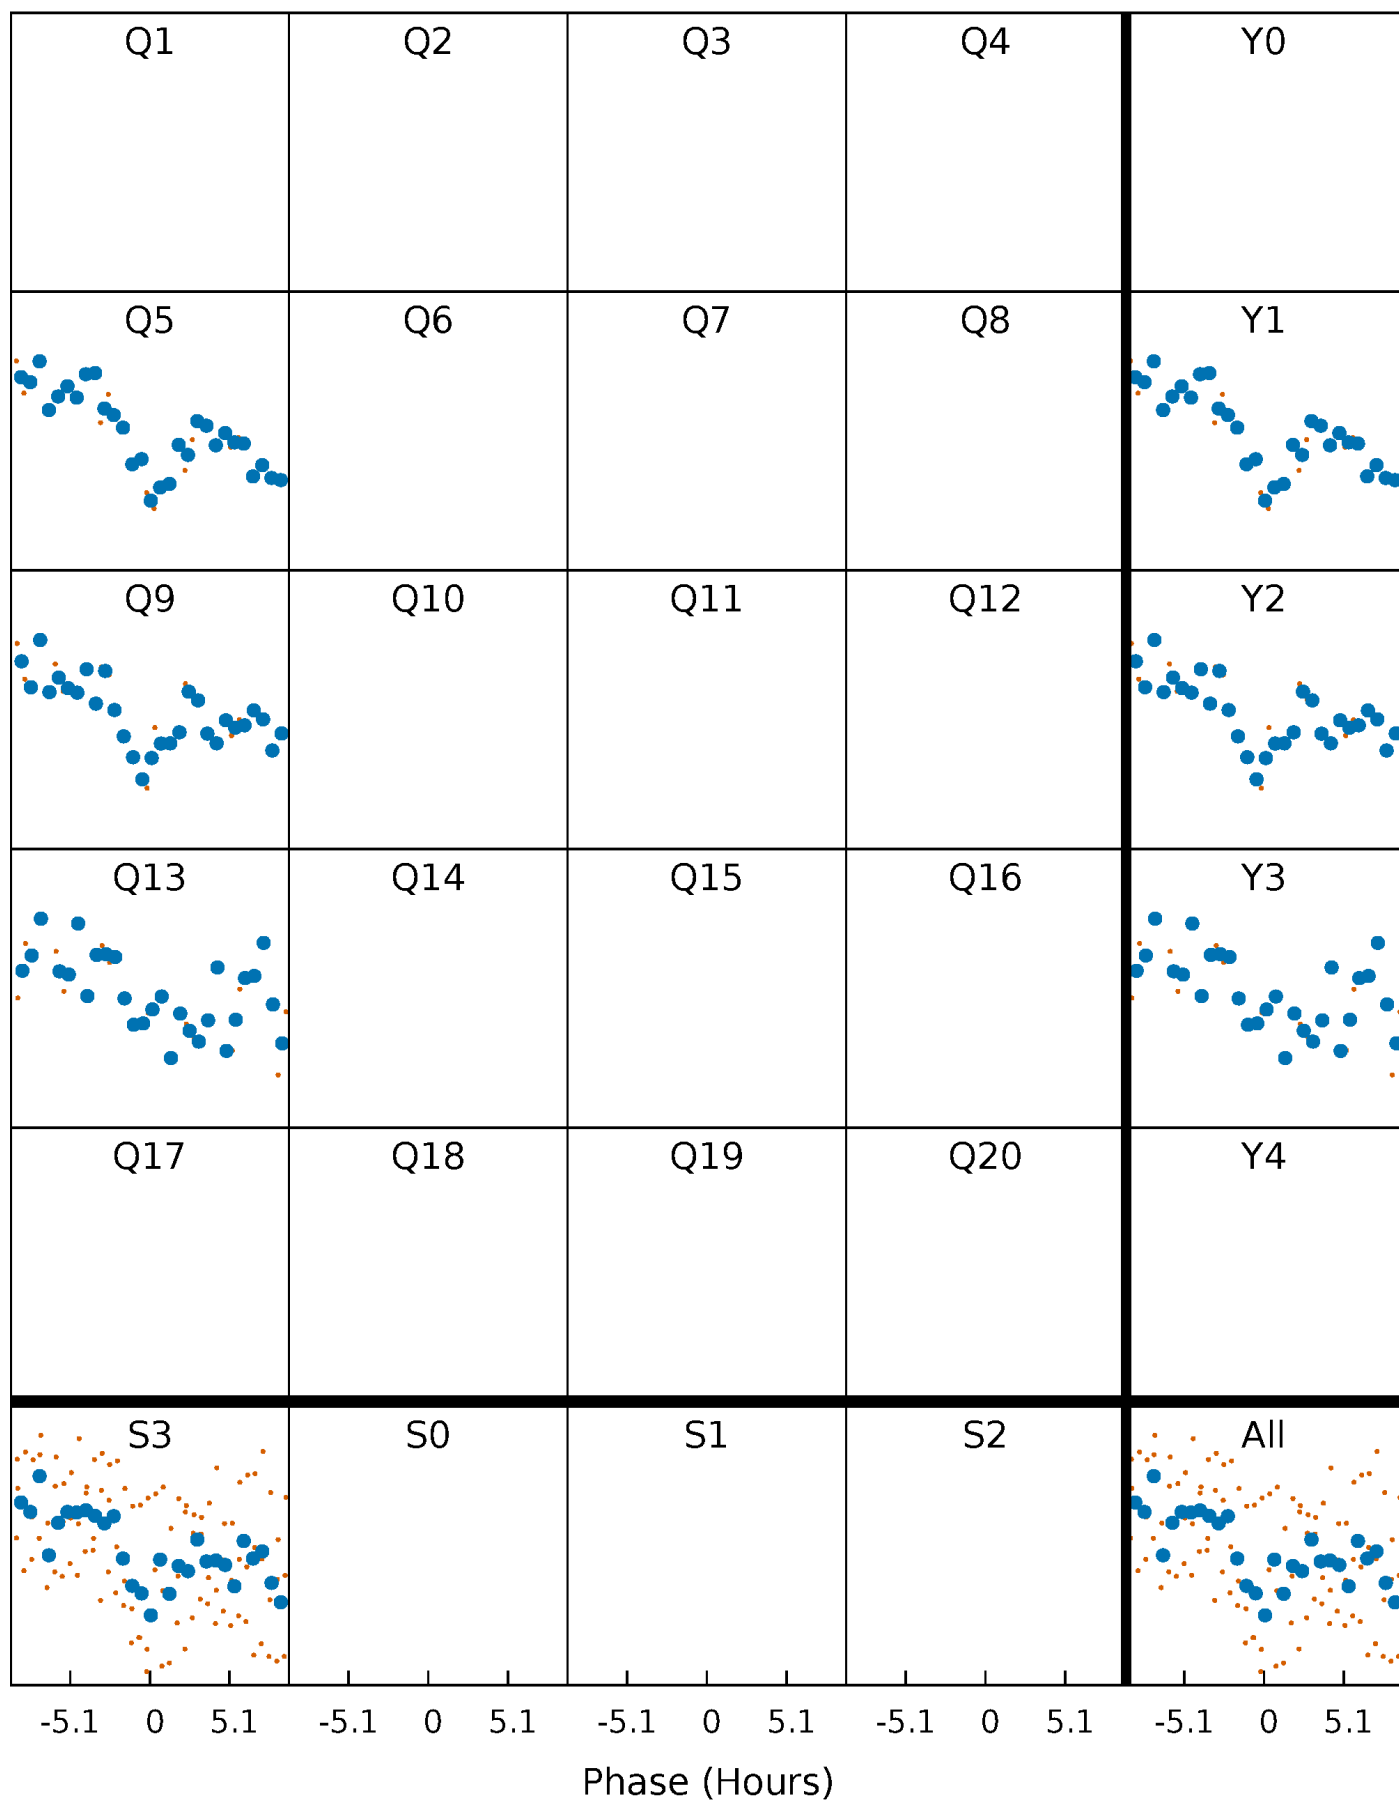 Q1 Q2 Q3 Q4 Y0
Q5 Q6 Q7 Q8 Y1
Q9 Q10 Q11 Q12 Y2
Q13 Q14 Q15 Q16 Y3
Q17 Q18 Q19 Q20 Y4
S3 S0 S1 S2 All
-5.1 0 5.1 -5.1 0 5.1 -5.1 0 5.1 -5.1 0 5.1 -5.1 0 5.1
Phase (Hours)